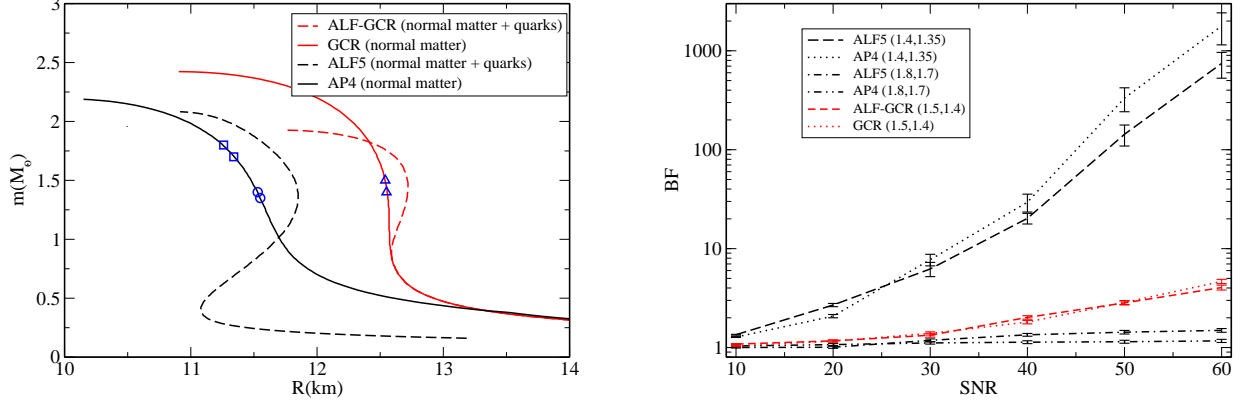 ALF-GCR (normal matter + quarks)
GCR (normal matter)
ALF5 (normal matter + quarks)
AP4 (normal matter)
3
2.5
2
1.5
1
0.5
0
m(M⊙)
10 11 12 13 14
R(km)
ALF5 (1.4,1.35)
AP4 (1.4,1.35)
ALF5 (1.8,1.7)
AP4 (1.8,1.7)
ALF-GCR (1.5,1.4)
GCR (1.5,1.4)
1000
100
10
1
BF
10 20 30 40 50 60
SNR